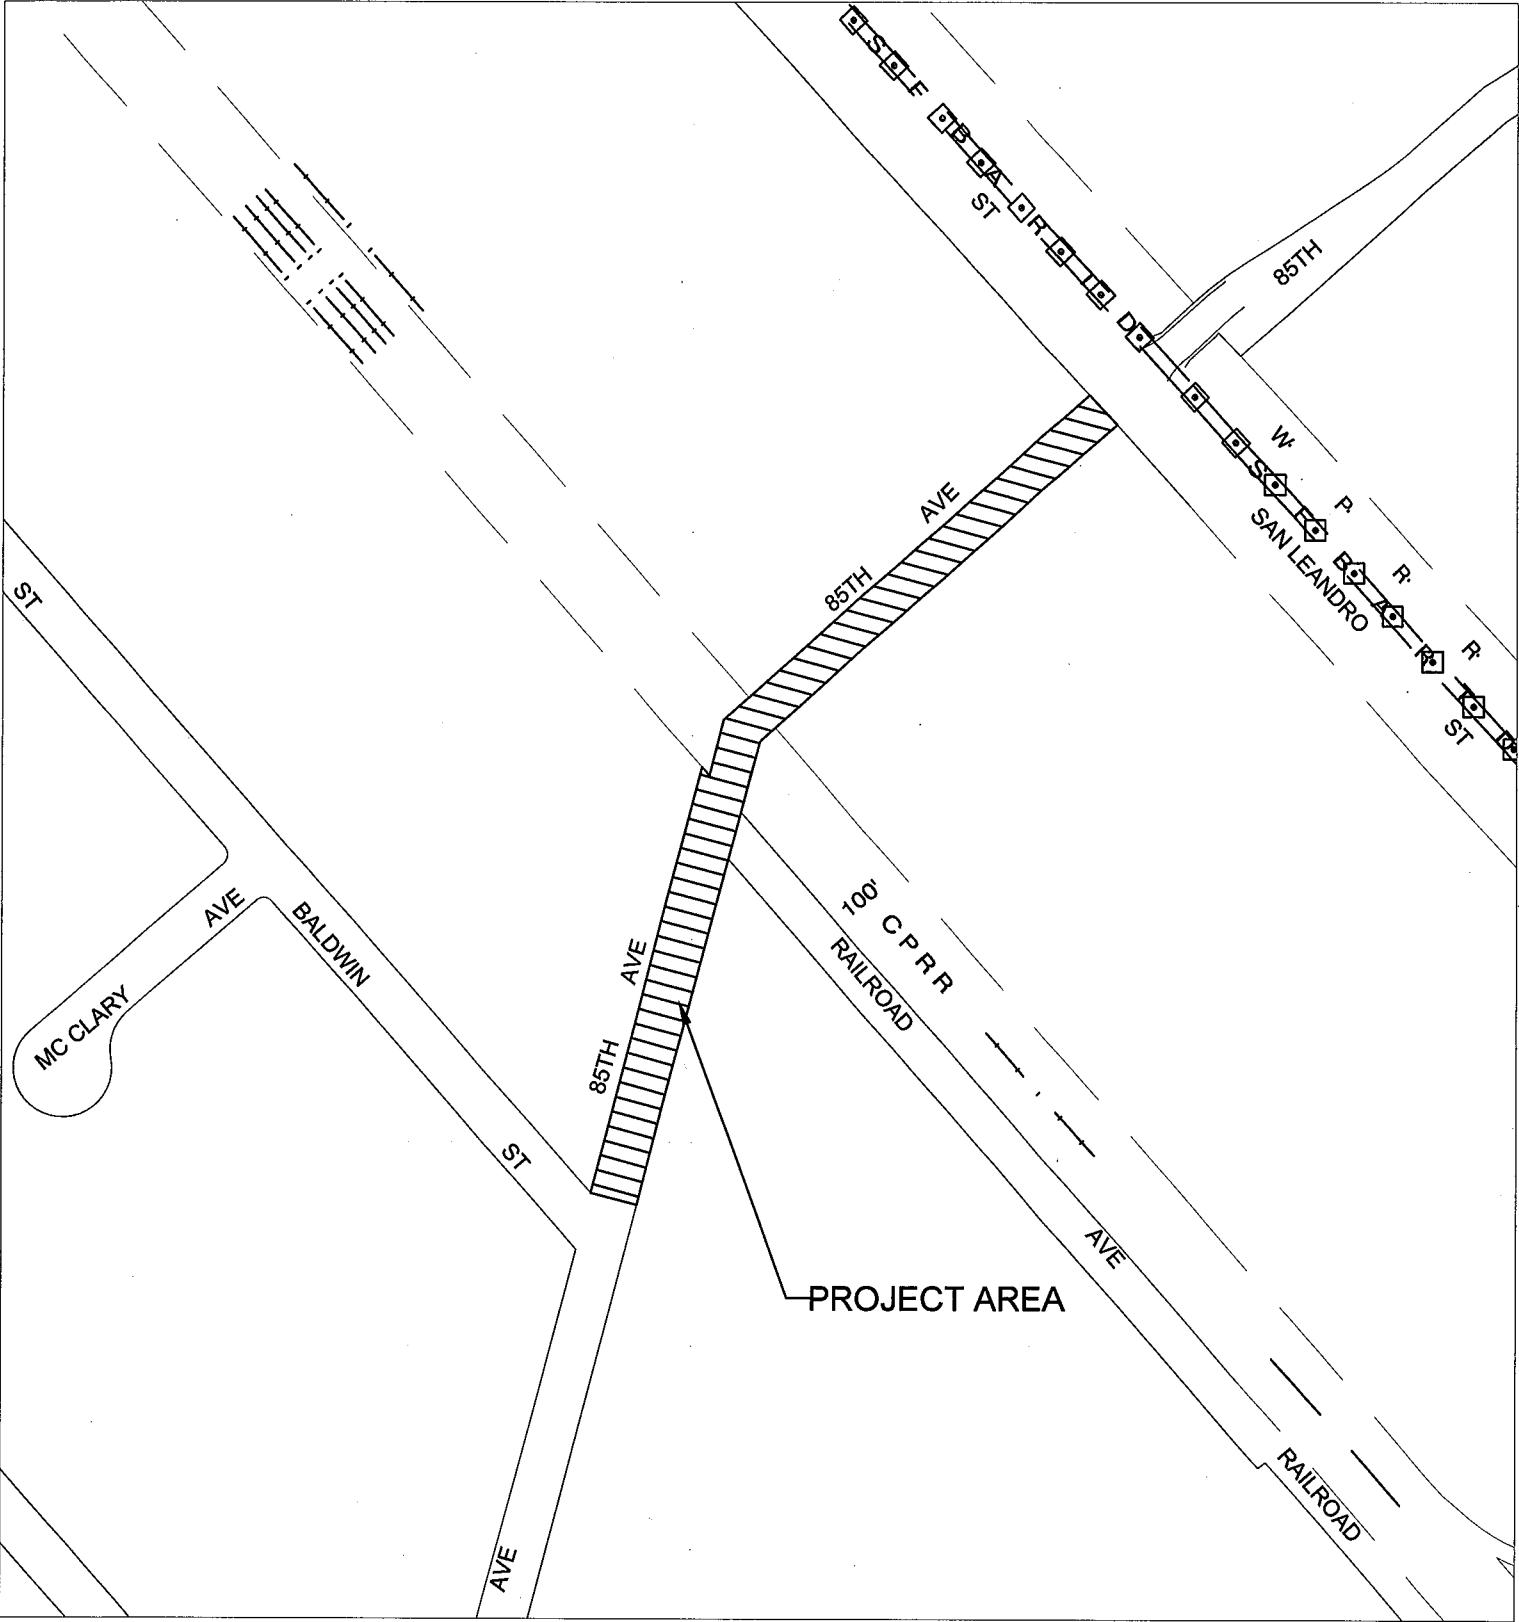 S F B A R T D
ST
85TH
W. P. R. R.
S F B A R T D
SAN LEANDRO
ST
AVE
85TH
ST
AVE
BALDWIN
MC CLARY
ST
AVE
85TH
100' C P R R
RAILROAD
AVE
PROJECT AREA
RAILROAD
AVE